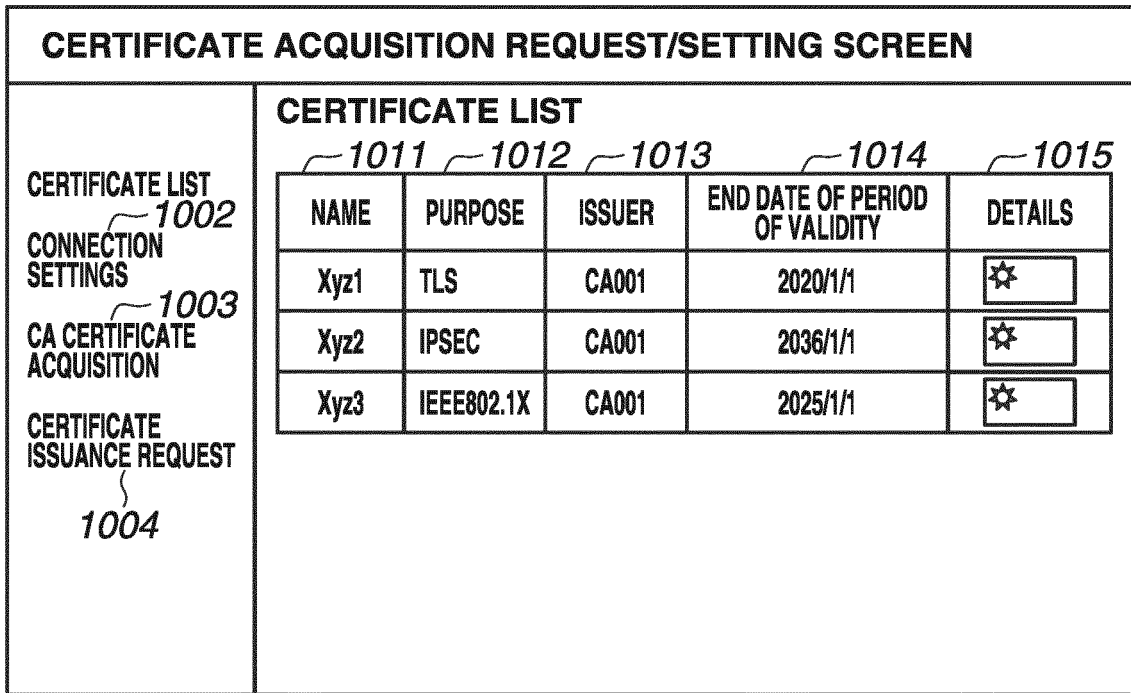 CERTIFICATE ACQUISITION REQUEST/SETTING SCREEN
CERTIFICATE LIST
1002
CONNECTION
SETTINGS
1003
CA CERTIFICATE
ACQUISITION
CERTIFICATE
ISSUANCE REQUEST
1004
CERTIFICATE LIST
1011 1012 1013 1014 1015
NAME PURPOSE ISSUER END DATE OF PERIOD OF VALIDITY DETAILS
Xyz1 TLS CA001 2020/1/1
Xyz2 IPSEC CA001 2036/1/1
Xyz3 IEEE802.1X CA001 2025/1/1